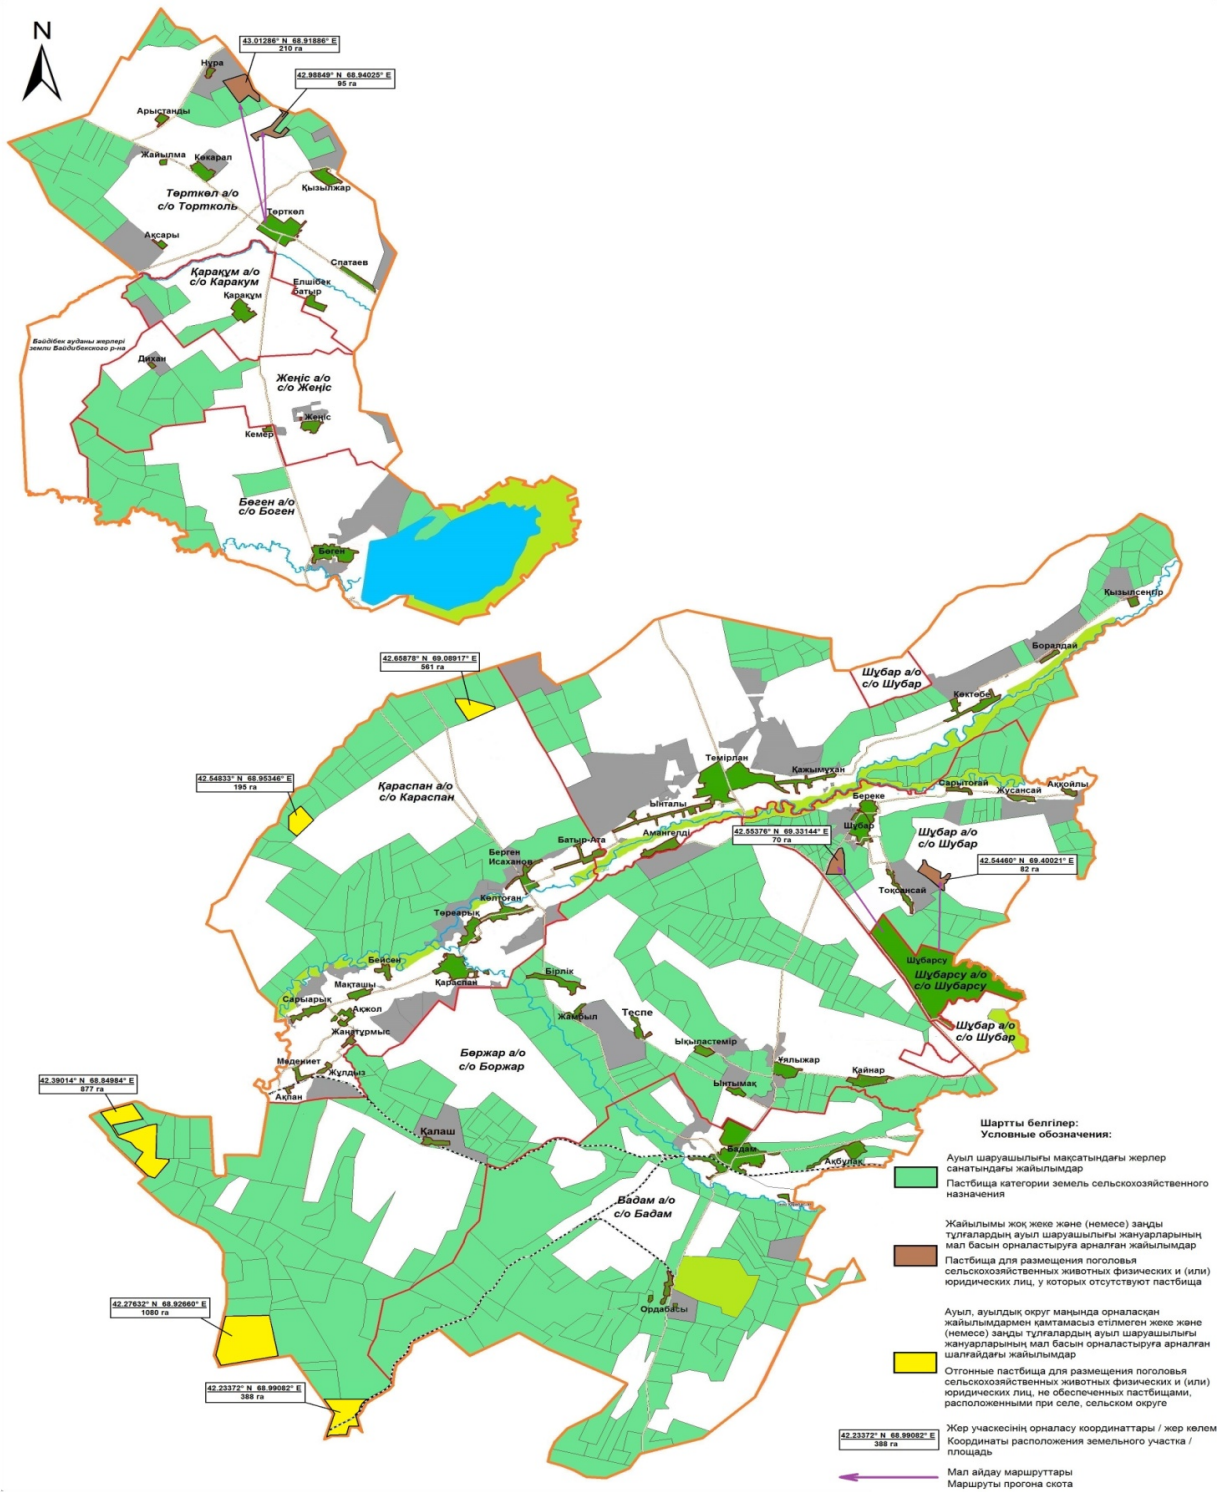 N
43.01286° N 68.91886° E
210 га
42.98849° N 68.94025° E
95 га
Нұра
Арыстанды
Жайылма
Көкарал
Қызылжар
Төрткөл а/о
с/о Тортколь
Төрткөл
Ақсары
Спатаев
Қарақұм а/о
с/о Каракум
Елшібек
батыр
Қарақұм
Бәйдібек ауданы жерлері
земли Байдибекского р-на
Дихан
Жеңіс а/о
с/о Жеңіс
Жеңіс
Кемер
Бөген а/о
с/о Боген
Бөген
Қызылсеңгір
Боралдай
42.65878° N 69.08917° E
561 га
Шұбар а/о
с/о Шубар
Көктөбе
Темірлан
Қажымұхан
42.54833° N 68.95346° E
195 га
Қараспан а/о
с/о Караспан
Сарытоғай
Жусансай
Аққойлы
Береке
Ынталы
Шұбар
Шұбар а/о
с/о Шубар
42.55376° N 69.33144° E
70 га
Амангелді
Батыр-Ата
Берген
Исаханов
42.54460° N 69.40021° E
82 га
Тоқсансай
Көлтоған
Төреарық
Бейсен
Қараспан
Бірлік
Шұбарсу
Шұбарсу а/о
с/о Шубарсу
Мақташы
Сарыарық
Ақжол
Жаңатұрмыс
Жамбыл
Теспе
Шұбар а/о
с/о Шубар
Ықыластемір
Бөржар а/о
с/о Боржар
Ұялыжар
Қайнар
Мәдениет
Жұлдыз
Ақпан
Ынтымақ
42.39014° N 68.84984° E
877 га
Қалаш
Бадам
Ақбулақ
Бадам а/о
с/о Бадам
Ордабасы
42.27632° N 68.92660° E
1080 га
42.23372° N 68.99082° E
388 га
Шартты белгілер:
Условные обозначения:
Ауыл шаруашылығы мақсатындағы жерлер
санатындағы жайылымдар
Пастбища категории земель сельскохозяйственного
назначения
Жайылымы жоқ жеке және (немесе) заңды
тұлғалардың ауыл шаруашылығы жануарларының
мал басын орналастыруға арналған жайылымдар
Пастбища для размещения поголовья
сельскохозяйственных животных физических и (или)
юридических лиц, у которых отсутствуют пастбища
Ауыл, ауылдық округ маңында орналасқан
жайылымдармен қамтамасыз етілмеген жеке және
(немесе) заңды тұлғалардың ауыл шаруашылығы
жануарларының мал басын орналастыруға арналған
шалғайдағы жайылымдар
Отгонные пастбища для размещения поголовья
сельскохозяйственных животных физических и (или)
юридических лиц, не обеспеченных пастбищами,
расположенными при селе, сельском округе
42.23372° N 68.99082° E
388 га
Жер учаскесінің орналасу координаттары / жер көлемі
Координаты расположения земельного участка /
площадь
Мал айдау маршруттары
Маршруты прогона скота